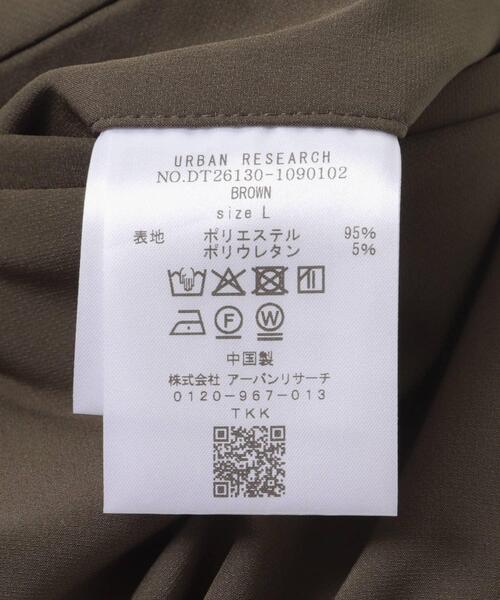 URBAN RESEARCH
NO.DT26130-1090102
BROWN
size L
表地 ポリエステル 95%
ポリウレタン 5%
F W
中国製
株式会社 アーバンリサーチ
0120-967-013
TKK